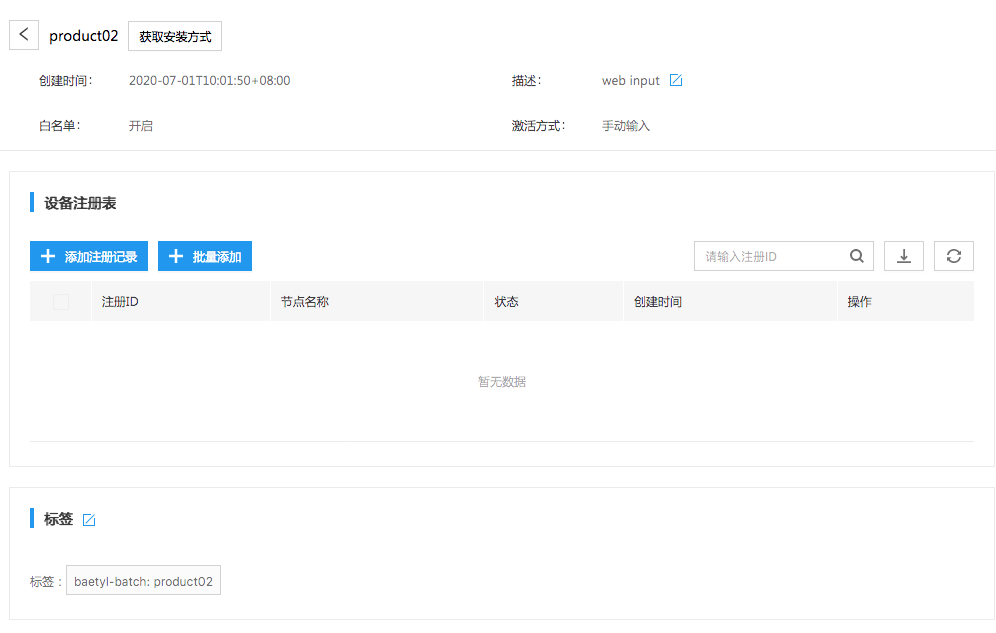 product02 获取安装方式
创建时间： 2020-07-01T10:01:50+08:00 描述： web input
白名单： 开启 激活方式： 手动输入
设备注册表
添加注册记录 批量添加 请输入注册ID
注册ID 节点名称 状态 创建时间 操作
暂无数据
标签
标签： baetyl-batch: product02